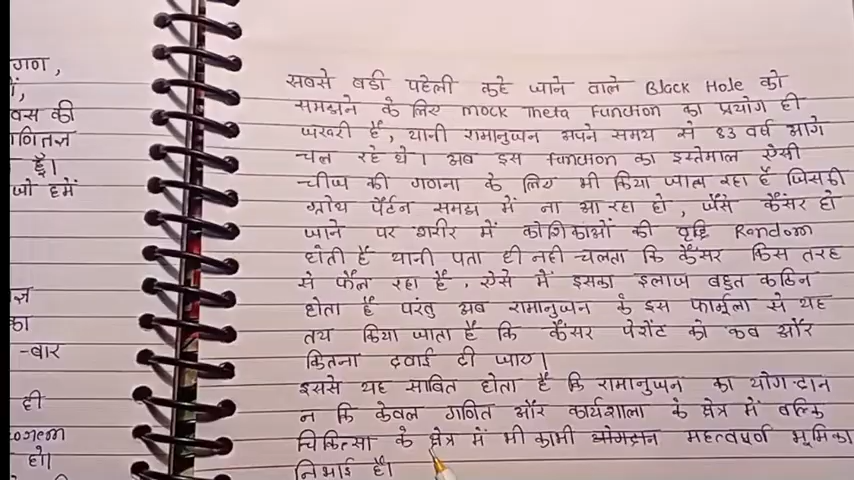 गण,
वस की
गणितज्ञ
है।
जो हमें
का
-बार
ही
हो।
सबसे बडी पहेली कहे जाने वाले Black Hole को
समझने के लिए mock Theta Function का प्रयोग ही
जरुरी है, यानी रामानुजन अपने समय से 83 वर्ष आगे
चल रहे थे। अब इस function का इस्तेमाल ऐसी
चीज की गणना के लिए भी किया जाता रहा है जिसकी
ग्रोथ पैर्टन समझ में ना आ रहा हो, जैसे कैंसर हो
जाने पर शरीर में कोशिकाओं की वृद्धि Random
होती है यानी पता ही नही चलता कि कैंसर किस तरह
से फैल रहा है, ऐसे में इसका इलाज बहुत कठिन
होता है परंतु अब रामानुजन के इस फार्मुला से यह
तय किया जाता है कि कैंसर पेशेंट को कब और
कितना दवाई दी जाय।
इससे यह साबित होता है कि रामानुजन का योगदान
न कि केवल गणित और कार्यशाला के क्षेत्र में बल्कि
चिकित्सा के क्षेत्र में भी काफी महत्वपूर्ण भूमिका
निभाई है।